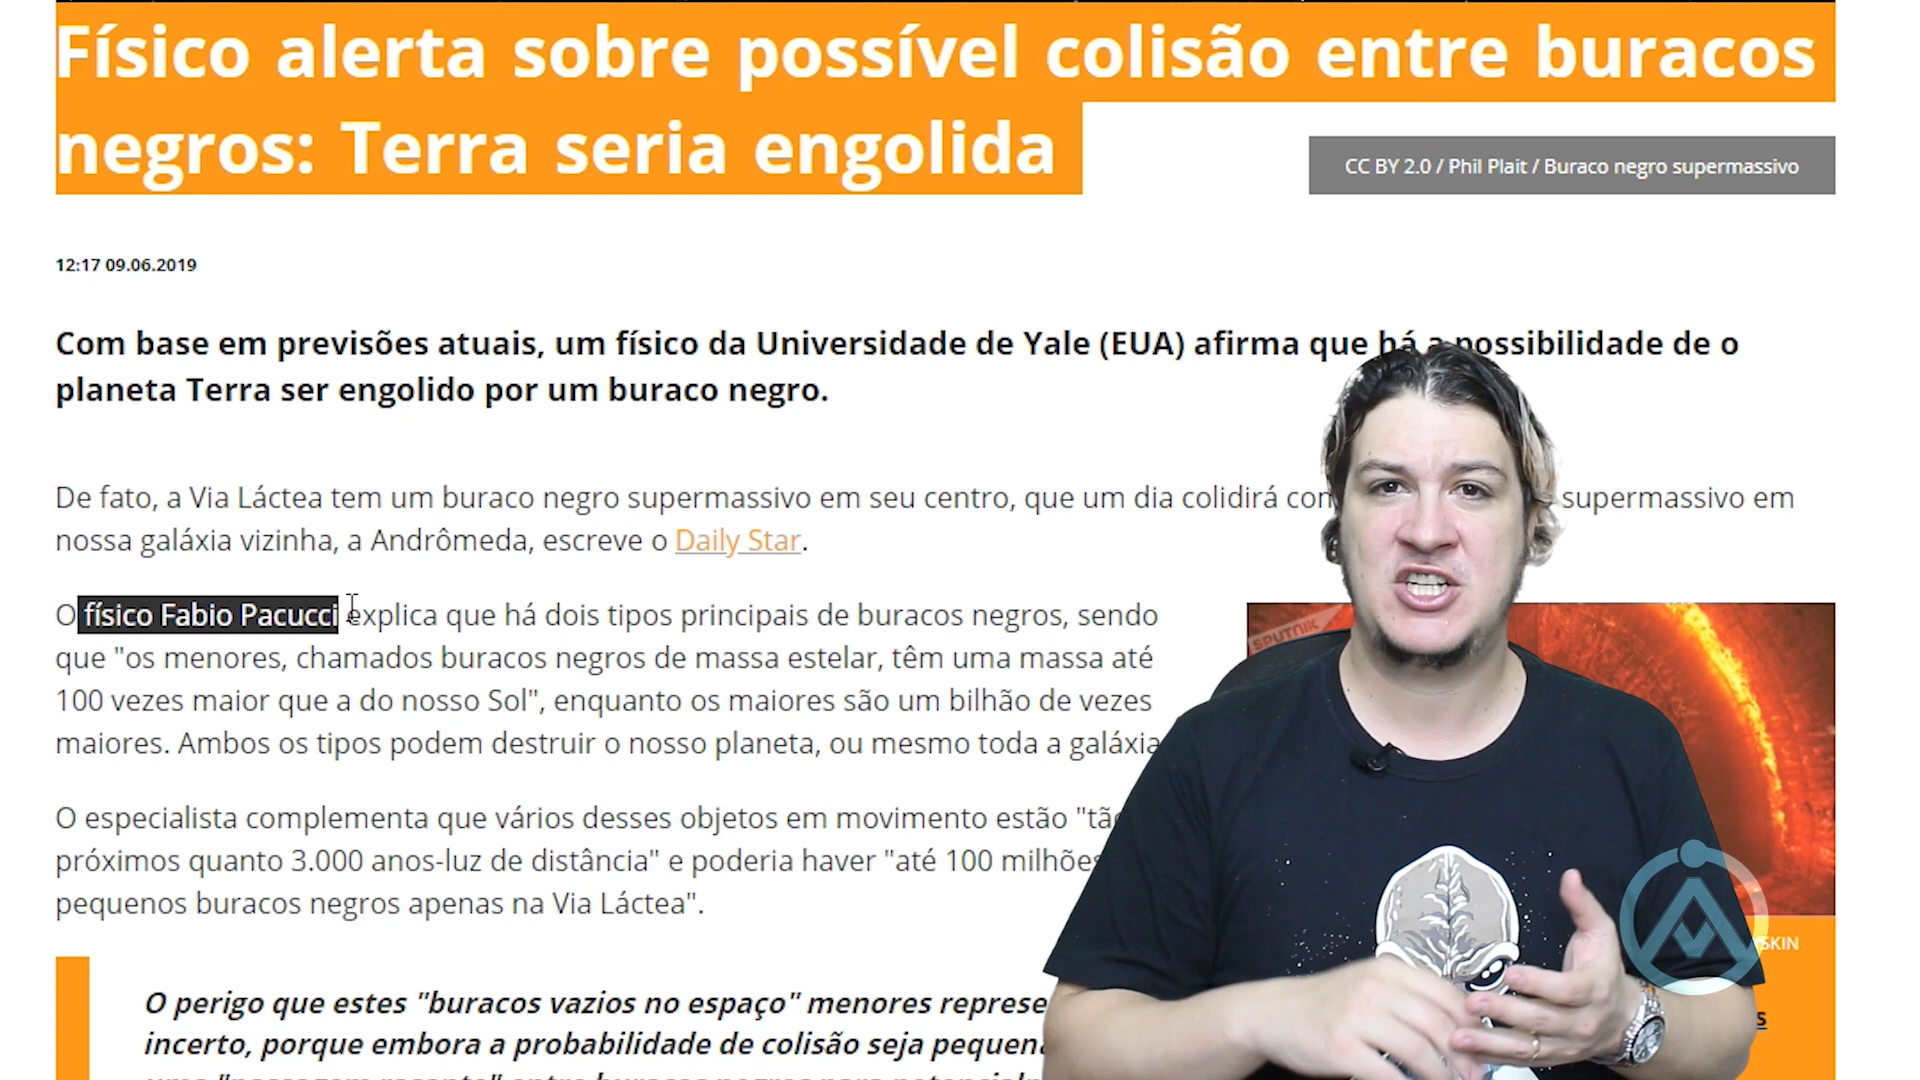 Físico alerta sobre possível colisão entre buracos
negros: Terra seria engolida
CC BY 2.0 / Phil Plait / Buraco negro supermassivo
12:17 09.06.2019
Com base em previsões atuais, um físico da Universidade de Yale (EUA) afirma que há a possibilidade de o
planeta Terra ser engolido por um buraco negro.
De fato, a Via Láctea tem um buraco negro supermassivo em seu centro, que um dia colidirá supermassivo em
nossa galáxia vizinha, a Andrômeda, escreve o Daily Star.
O físico Fabio Pacucci explica que há dois tipos principais de buracos negros, sendo
que "os menores, chamados buracos negros de massa estelar, têm uma massa até
100 vezes maior que a do nosso Sol", enquanto os maiores são um bilhão de vezes
maiores. Ambos os tipos podem destruir o nosso planeta, ou mesmo toda a galáxia
SPUTNIK
O especialista complementa que vários desses objetos em movimento estão
próximos quanto 3.000 anos-luz de distância" e poderia haver "até 100 milhões
pequenos buracos negros apenas na Via Láctea".
O perigo que estes "buracos vazios no espaço" menores
incerto, porque embora a probabilidade de colisão seja